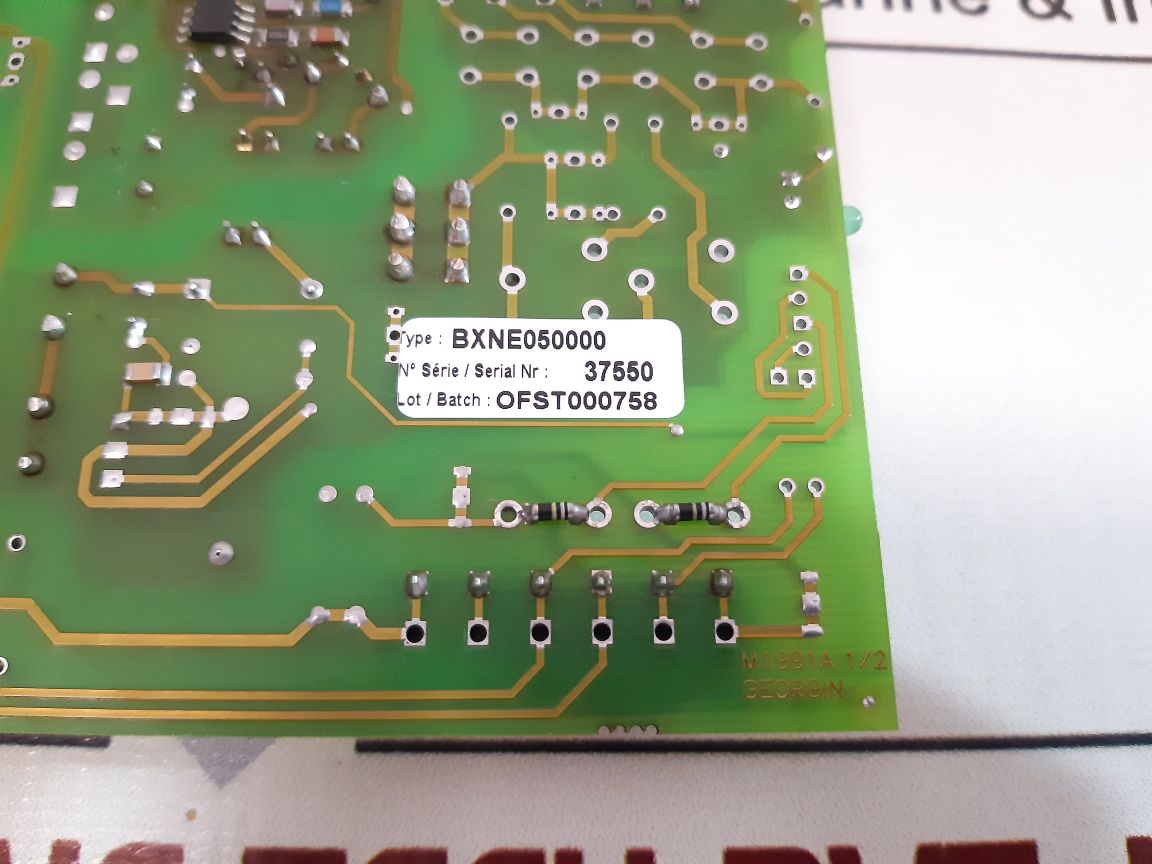 & 
Type : BXNE050000
N° Série / Serial Nr : 37550
Lot / Batch : OFST000758
M1991A 1/2
GEORGIN